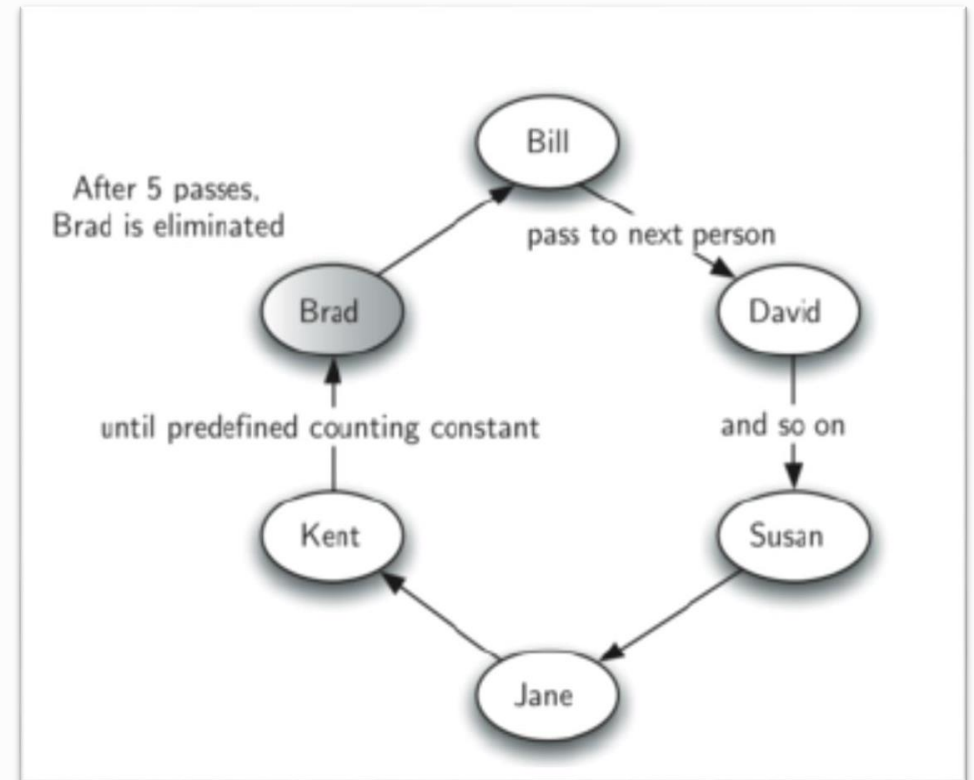 Bill
After 5 passes,
Brad is eliminated
pass to next person
Brad
David
until predefined counting constant
and so on
Kent
Susan
Jane